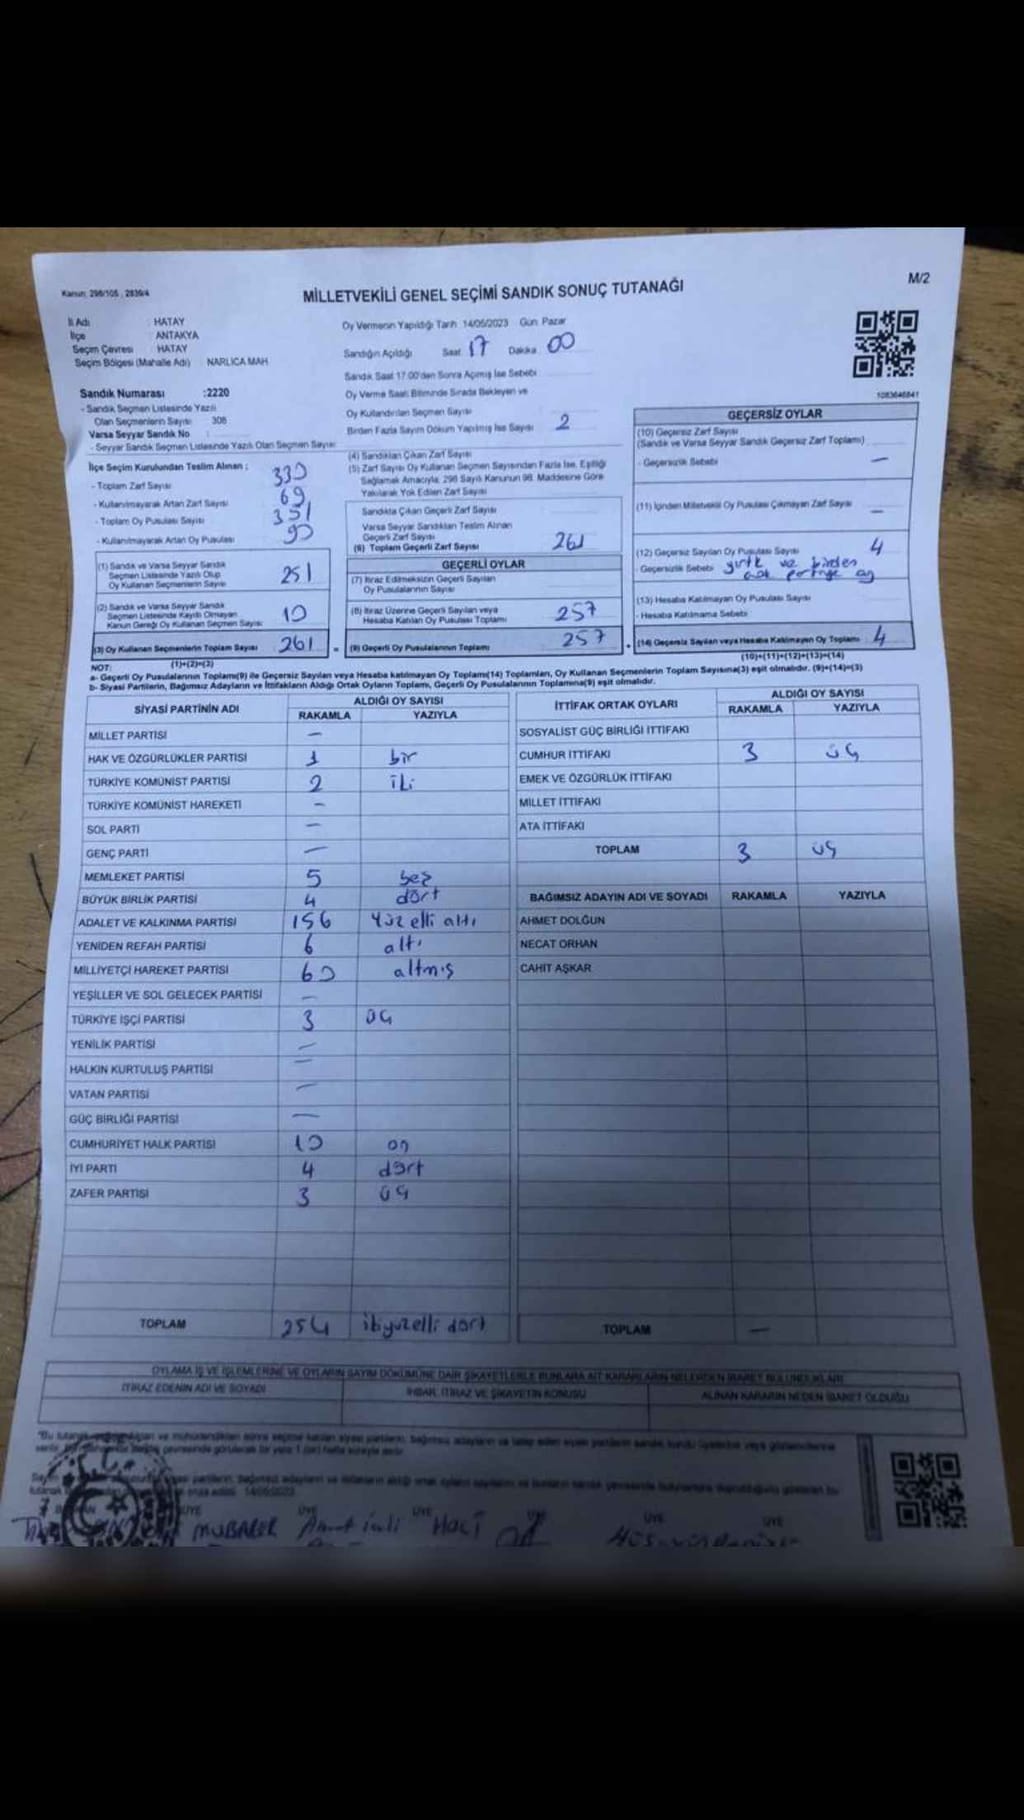 Kanun: 298/105, 2839/4
M/2
MİLLETVEKİLİ GENEL SEÇİMİ SANDIK SONUÇ TUTANAĞI
İl Adı : HATAY
İlçe : ANTAKYA
Seçim Çevresi : HATAY
Seçim Bölgesi (Mahalle Adı) NARLICA MAH
Sandık Numarası :2220
- Sandık Seçmen Listesinde Yazılı
Olan Seçmenlerin Sayısı 308
Varsa Seyyar Sandık No
- Seyyar Sandık Seçmen Listesinde Yazılı Olan Seçmen Sayısı
İlçe Seçim Kurulundan Teslim Alınan ;
- Toplam Zarf Sayısı 330
- Kullanılmayarak Artan Zarf Sayısı 69
- Toplam Oy Pusulası Sayısı 351
- Kullanılmayarak Artan Oy Pusulası 90
(1) Sandık ve Varsa Seyyar Sandık
Seçmen Listesinde Yazılı Olup
Oy Kullanan Seçmenlerin Sayısı 251
(2) Sandık ve Varsa Seyyar Sandık
Seçmen Listesinde Kaydı Olmayan
Kanun Gereği Oy Kullanan Seçmen Sayısı 10
(3) Oy Kullanan Seçmenlerin Toplam Sayısı 261
(1)+(2)=(3)
Oy Vermenin Yapıldığı Tarih 14/05/2023 Gün Pazar
Sandığın Açıldığı Saat 17 Dakika 00
Sandık Saat 17.00'den Sonra Açılmış İse Sebebi
Oy Verme Saati Bitiminde Sırada Bekleyen ve
Oy Kullandırılan Seçmen Sayısı
Birden Fazla Sayım Döküm Yapılmış İse Sayısı 2
(4) Sandıktan Çıkan Zarf Sayısı
(5) Zarf Sayısı Oy Kullanan Seçmen Sayısından Fazla İse, Eşitliği
Sağlamak Amacıyla, 298 Sayılı Kanunun 98. Maddesine Göre
Yakılarak Yok Edilen Zarf Sayısı
Sandıkta Çıkan Geçerli Zarf Sayısı
Varsa Seyyar Sandıktan Teslim Alınan
Geçerli Zarf Sayısı
(6) Toplam Geçerli Zarf Sayısı 261
GEÇERLİ OYLAR
(7) İtiraz Edilmeksizin Geçerli Sayılan
Oy Pusulalarının Sayısı
(8) İtiraz Üzerine Geçerli Sayılan veya
Hesaba Katılan Oy Pusulası Toplamı 257
(9) Geçerli Oy Pusulalarının Toplamı 257
1083646841
GEÇERSİZ OYLAR
(10) Geçersiz Zarf Sayısı
(Sandık ve Varsa Seyyar Sandık Geçersiz Zarf Toplamı)
- Geçersizlik Sebebi —
(11) İçinden Milletvekili Oy Pusulası Çıkmayan Zarf Sayısı —
(12) Geçersiz Sayılan Oy Pusulası Sayısı 4
- Geçersizlik Sebebi yırtık ve birden
(13) Hesaba Katılmayan Oy Pusulası Sayısı
- Hesaba Katılmama Sebebi
(14) Geçersiz Sayılan veya Hesaba Katılmayan Oy Toplamı 4
(10)+(11)+(12)+(13)=(14)
NOT:
a- Geçerli Oy Pusulasının Toplamı(9) ile Geçersiz Sayılan veya Hesaba katılmayan Oy Toplamı(14) Toplamları, Oy Kullanan Seçmenlerin Toplam Sayısına(3) eşit olmalıdır. (9)+(14)=(3)
b- Siyasi Partilerin, Bağımsız Adayların ve İttifakların Aldığı Ortak Oyların Toplamı, Geçerli Oy Pusulalarının Toplamına(9) eşit olmalıdır.
SİYASİ PARTİNİN ADI ALDIĞI OY SAYISI
RAKAMLA YAZIYLA
MİLLET PARTİSİ —
HAK VE ÖZGÜRLÜKLER PARTİSİ 1 bir
TÜRKİYE KOMÜNİST PARTİSİ 2 iki
TÜRKİYE KOMÜNİST HAREKETİ —
SOL PARTİ —
GENÇ PARTİ —
MEMLEKET PARTİSİ 5 beş
BÜYÜK BİRLİK PARTİSİ 4 dört
ADALET VE KALKINMA PARTİSİ 156 Yüz elli altı
YENİDEN REFAH PARTİSİ 6 altı
MİLLİYETÇİ HAREKET PARTİSİ 60 altmış
YEŞİLLER VE SOL GELECEK PARTİSİ —
TÜRKİYE İŞÇİ PARTİSİ 3 üç
YENİLİK PARTİSİ —
HALKIN KURTULUŞ PARTİSİ —
VATAN PARTİSİ —
GÜÇ BİRLİĞİ PARTİSİ —
CUMHURİYET HALK PARTİSİ 10 on
İYİ PARTİ 4 dört
ZAFER PARTİSİ 3 üç
TOPLAM 254 ikiyüzelli dört
İTTİFAK ORTAK OYLARI ALDIĞI OY SAYISI
RAKAMLA YAZIYLA
SOSYALİST GÜÇ BİRLİĞİ İTTİFAKI
CUMHUR İTTİFAKI 3 üç
EMEK VE ÖZGÜRLÜK İTTİFAKI
MİLLET İTTİFAKI
ATA İTTİFAKI
TOPLAM 3 üç
BAĞIMSIZ ADAYIN ADI VE SOYADI RAKAMLA YAZIYLA
AHMET DOLĞUN
NECAT ORHAN
CAHİT AŞKAR
TOPLAM —
OYLAMA İŞ VE İŞLEMLERİNE VE OYLARIN SAYIM DÖKÜMÜNE DAİR ŞİKAYETLERLE BUNLARA AİT KARARLARIN NELERDEN İBARET BULUNDUKLARI
İTİRAZ EDENİN ADI VE SOYADI İHBAR, İTİRAZ VE ŞİKAYETİN KONUSU ALINAN KARARIN NEDEN İBARET OLDUĞU
ÜYE ÜYE ÜYE ÜYE ÜYE ÜYE
MUBAREK HACİ